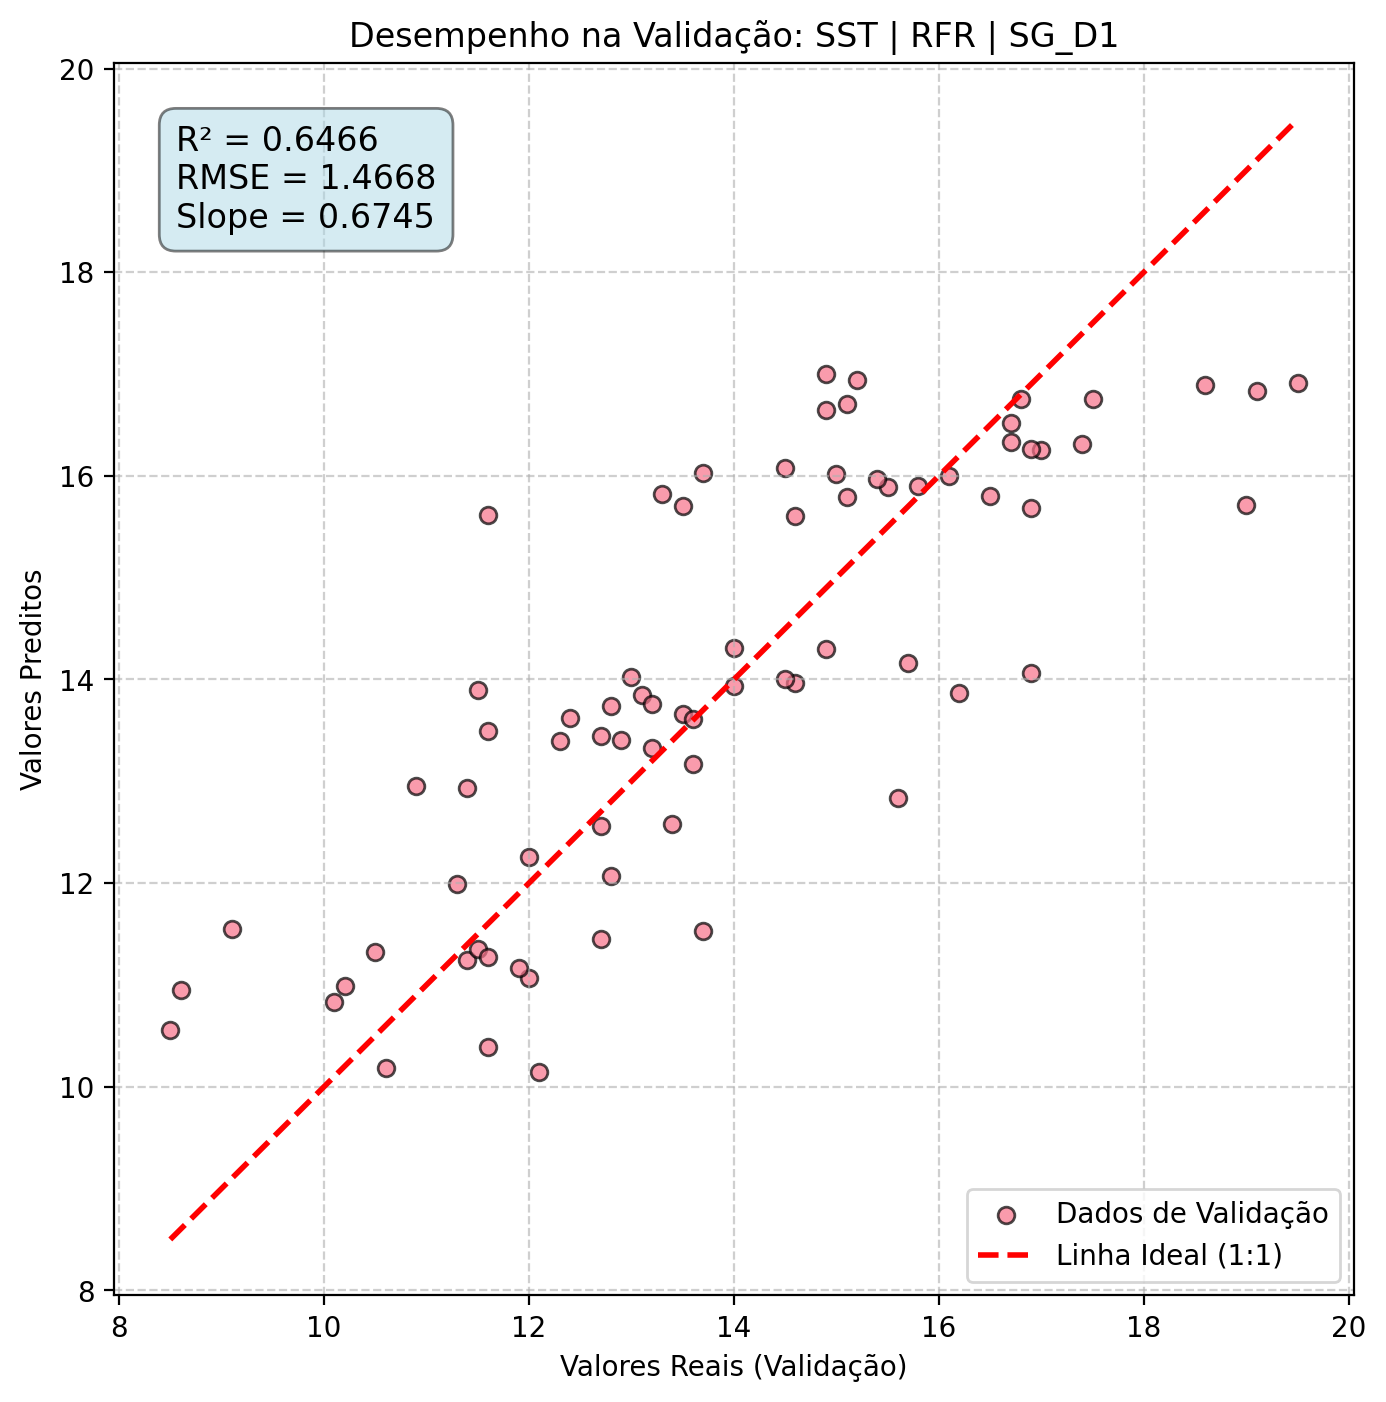 Desempenho na Validação: SST | RFR | SG_D1
R² = 0.6466
RMSE = 1.4668
Slope = 0.6745
20
18
16
14
12
10
8
Valores Preditos
Dados de Validação
Linha Ideal (1:1)
8 10 12 14 16 18 20
Valores Reais (Validação)